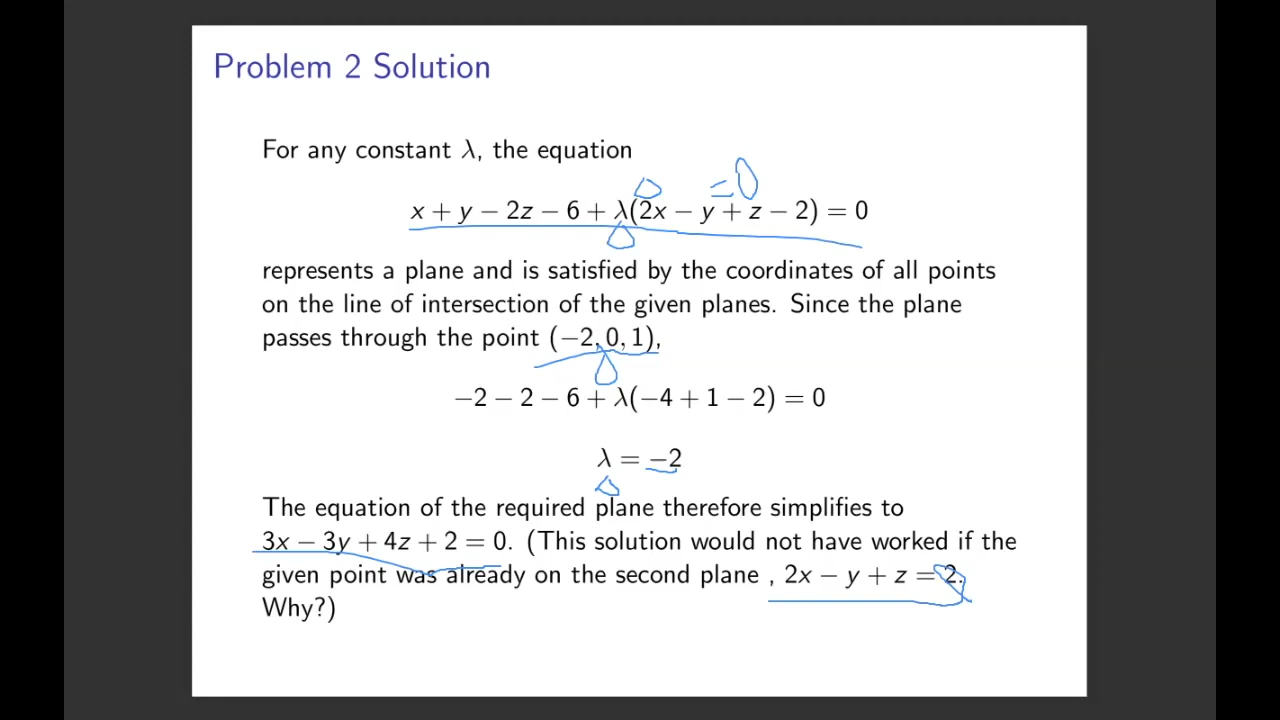 Problem 2 Solution
For any constant λ, the equation
= 0
x + y − 2z − 6 + λ(2x − y + z − 2) = 0
represents a plane and is satisfied by the coordinates of all points
on the line of intersection of the given planes. Since the plane
passes through the point (−2, 0, 1),
−2 − 2 − 6 + λ(−4 + 1 − 2) = 0
λ = −2
The equation of the required plane therefore simplifies to
3x − 3y + 4z + 2 = 0. (This solution would not have worked if the
given point was already on the second plane , 2x − y + z = 2.
Why?)